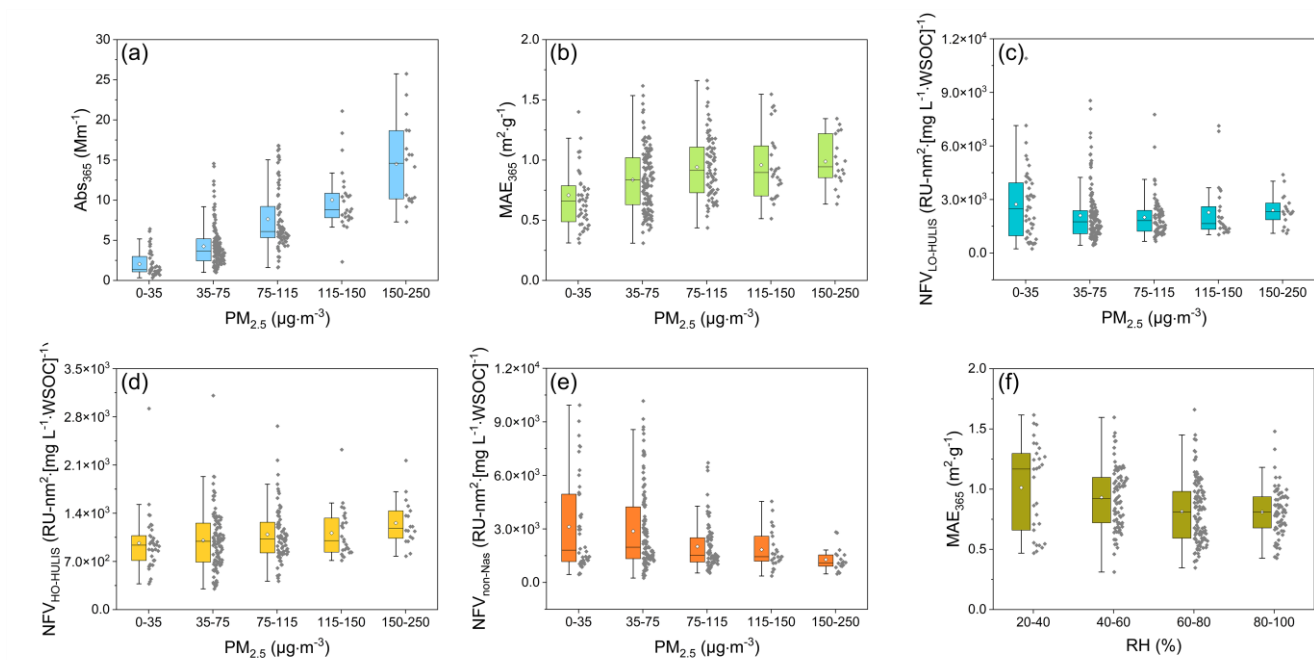 (a)
30
25
20
15
10
5
0
Abs365 (Mm-1)
0-35 35-75 75-115 115-150 150-250
PM2.5 (μg·m-3)
(b)
2.0
1.5
1.0
0.5
0.0
MAE365 (m2·g-1)
0-35 35-75 75-115 115-150 150-250
PM2.5 (μg·m-3)
(c)
1.2×104
9.0×103
6.0×103
3.0×103
0.0
NFVLO-HULIS (RU-nm2·[mg L-1·WSOC]-1)
0-35 35-75 75-115 115-150 150-250
PM2.5 (μg·m-3)
(d)
3.5×103
2.8×103
2.1×103
1.4×103
7.0×102
0.0
NFVHO-HULIS (RU-nm2·[mg L-1·WSOC]-1)
0-35 35-75 75-115 115-150 150-250
PM2.5 (μg·m-3)
(e)
1.2×104
9.0×103
6.0×103
3.0×103
0.0
NFVnon-Nas (RU-nm2·[mg L-1·WSOC]-1)
0-35 35-75 75-115 115-150 150-250
PM2.5 (μg·m-3)
(f)
2.0
1.5
1.0
0.5
0.0
MAE365 (m2·g-1)
20-40 40-60 60-80 80-100
RH (%)